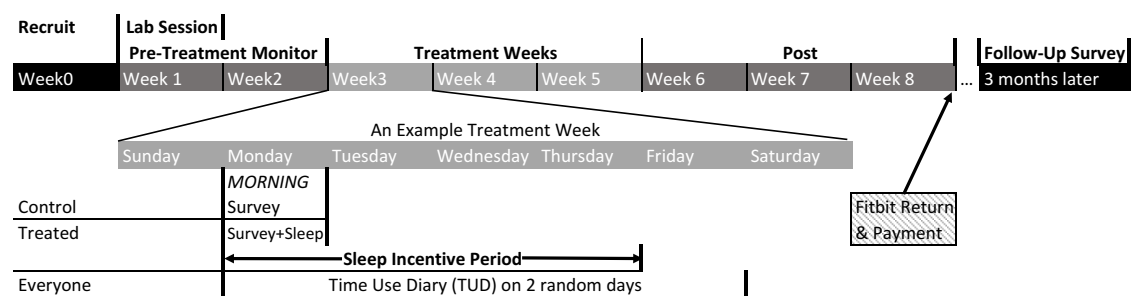 Recruit Lab Session
Pre-Treatment Monitor Treatment Weeks Post Follow-Up Survey
Week0 Week 1 Week2 Week3 Week 4 Week 5 Week 6 Week 7 Week 8 ... 3 months later
An Example Treatment Week
Sunday Monday Tuesday Wednesday Thursday Friday Saturday
MORNING
Control Survey Fitbit Return
Treated Survey+Sleep & Payment
Sleep Incentive Period
Everyone Time Use Diary (TUD) on 2 random days